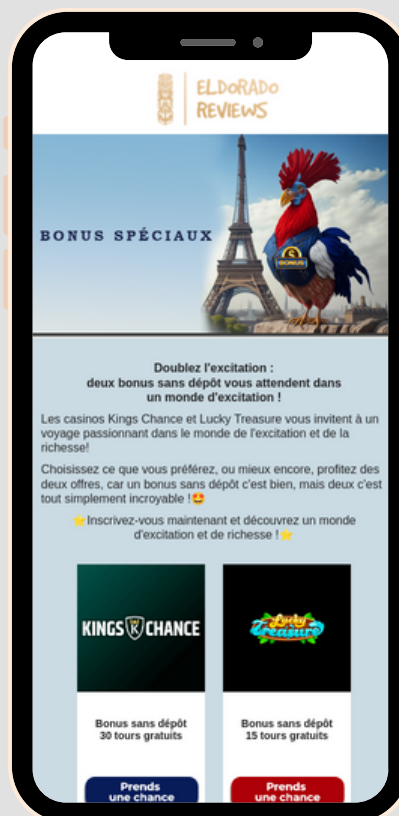 ELDORADO
REVIEWS
BONUS SPÉCIAUX
BONUS
Doublez l'excitation :
deux bonus sans dépôt vous attendent dans
un monde d'excitation !
Les casinos Kings Chance et Lucky Treasure vous invitent à un
voyage passionnant dans le monde de l'excitation et de la
richesse!
Choisissez ce que vous préférez, ou mieux encore, profitez des
deux offres, car un bonus sans dépôt c'est bien, mais deux c'est
tout simplement incroyable !🤩
⭐Inscrivez-vous maintenant et découvrez un monde
d'excitation et de richesse !⭐
KINGS K CHANCE
Lucky
Treasure
Bonus sans dépôt
30 tours gratuits
Bonus sans dépôt
15 tours gratuits
Prends
une chance
Prends
une chance